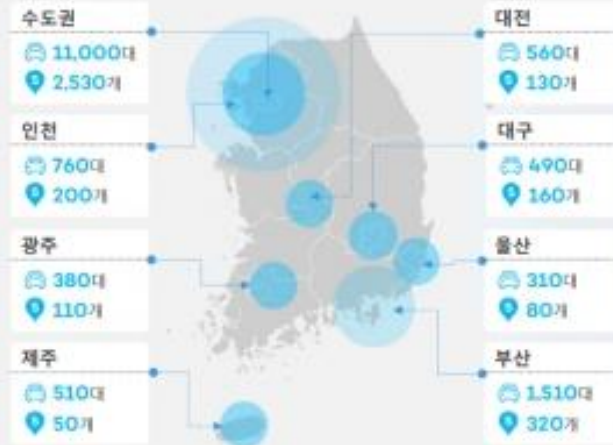 수도권
11,000대
2,530개
인천
760대
200개
광주
380대
110개
제주
510대
50개
대전
560대
130개
대구
490대
160개
울산
310대
80개
부산
1,510대
320개